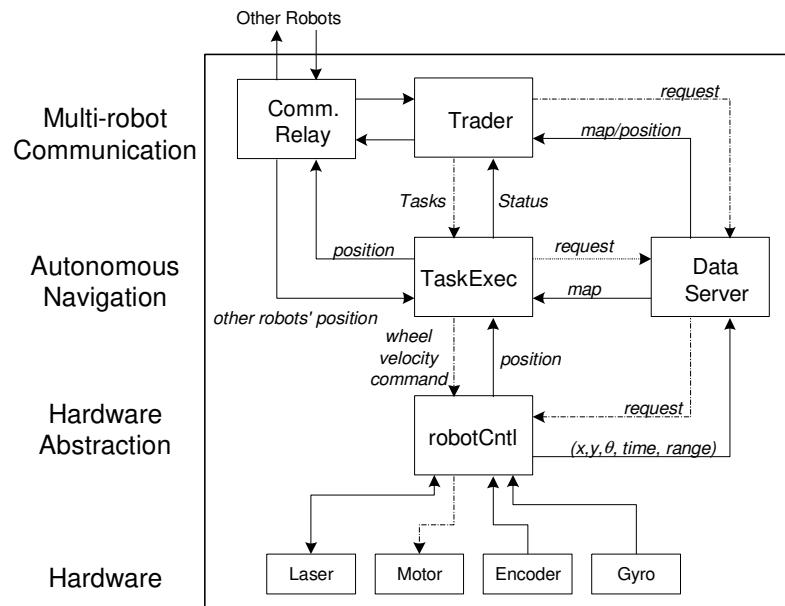 Other Robots
Multi-robot
Communication
Comm.
Relay
Trader
request
map/position
Tasks
Status
Autonomous
Navigation
position
TaskExec
request
map
Data
Server
other robots' position
wheel
velocity
command
position
Hardware
Abstraction
robotCntl
request
(x,y,θ, time, range)
Hardware
Laser
Motor
Encoder
Gyro